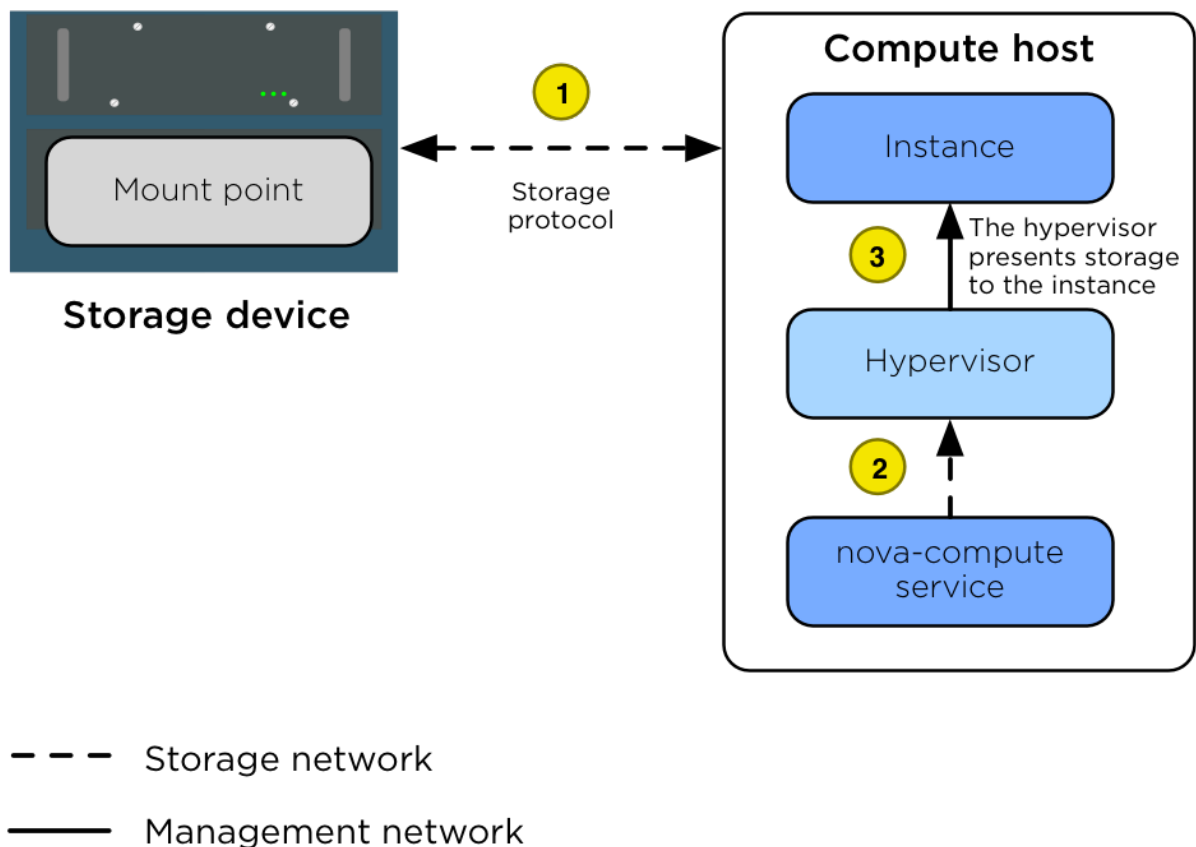 Compute host
1
Instance
Mount point
Storage
protocol
3
The hypervisor
presents storage
to the instance
Storage device
Hypervisor
2
nova-compute
service
Storage network
Management network